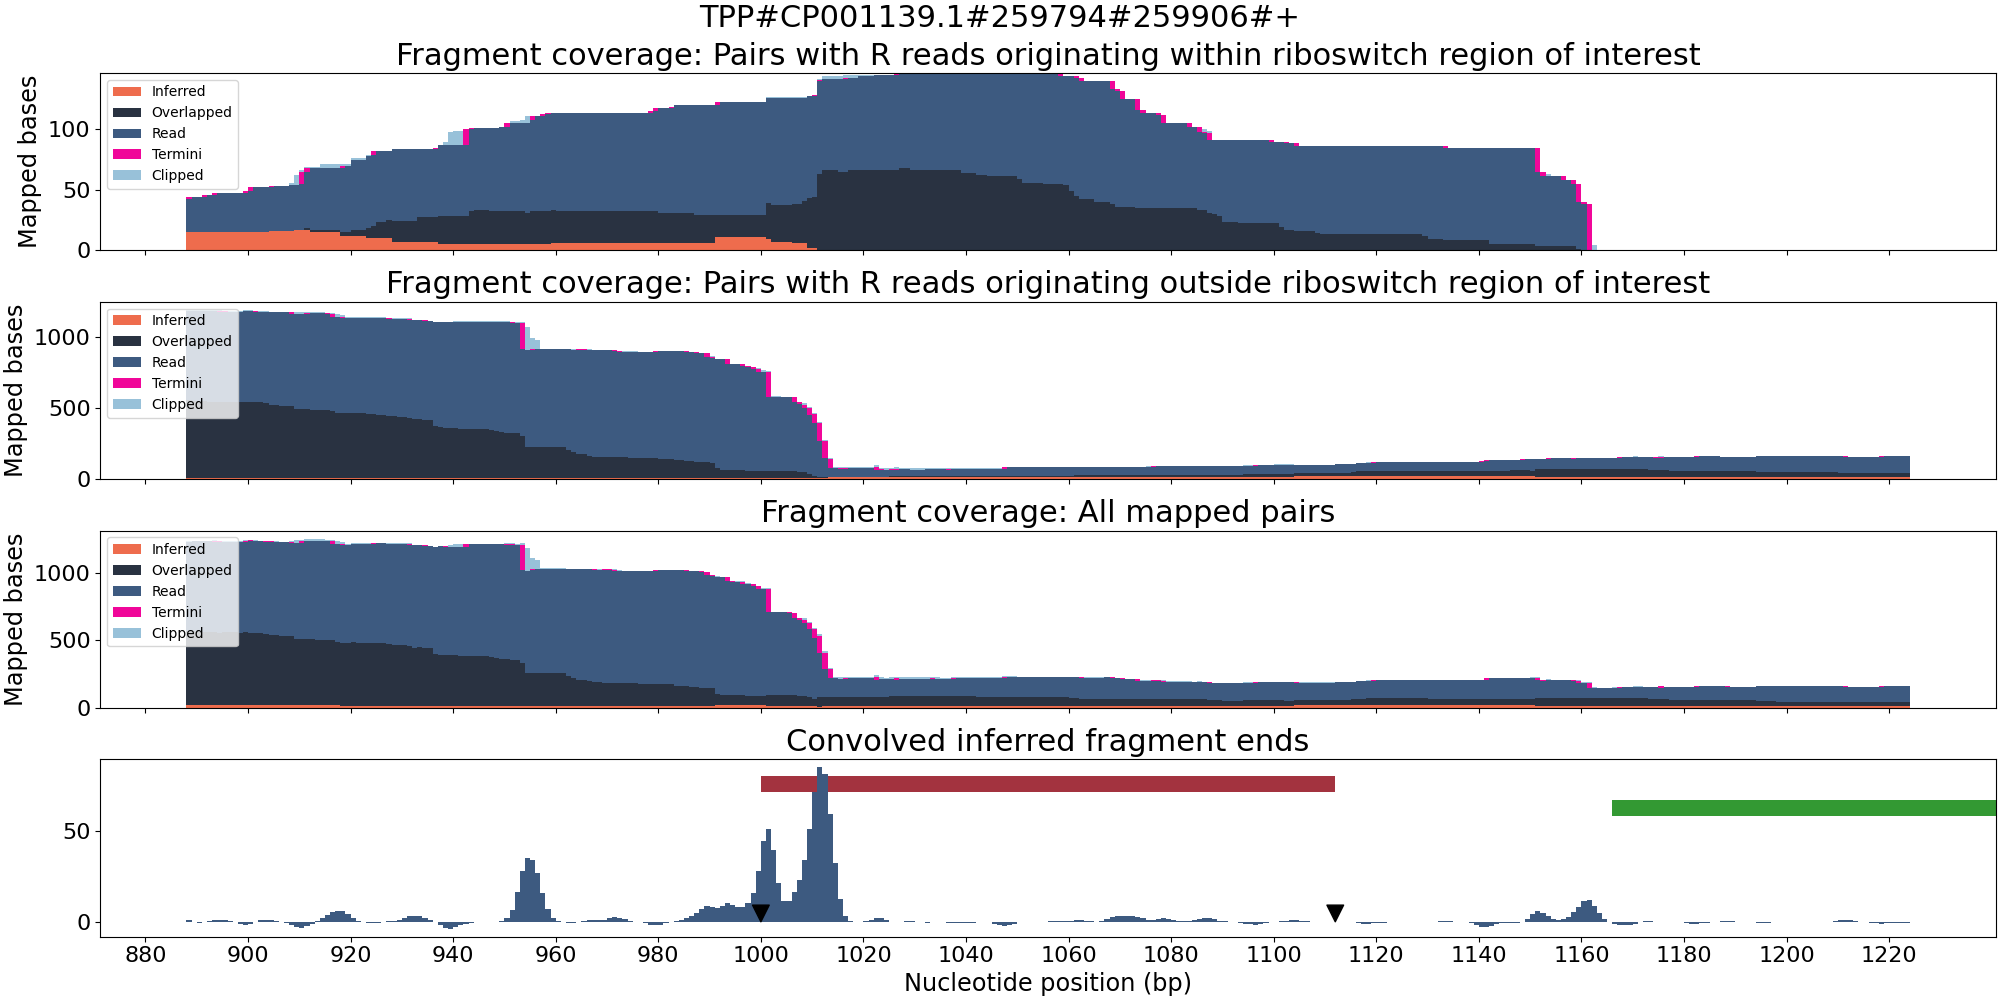 TPP#CP001139.1#259794#259906#+
Fragment coverage: Pairs with R reads originating within riboswitch region of interest
Mapped bases
100
50
0
Inferred
Overlapped
Read
Termini
Clipped
Fragment coverage: Pairs with R reads originating outside riboswitch region of interest
Mapped bases
1000
500
0
Inferred
Overlapped
Read
Termini
Clipped
Fragment coverage: All mapped pairs
Mapped bases
1000
500
0
Inferred
Overlapped
Read
Termini
Clipped
Convolved inferred fragment ends
50
0
880 900 920 940 960 980 1000 1020 1040 1060 1080 1100 1120 1140 1160 1180 1200 1220
Nucleotide position (bp)